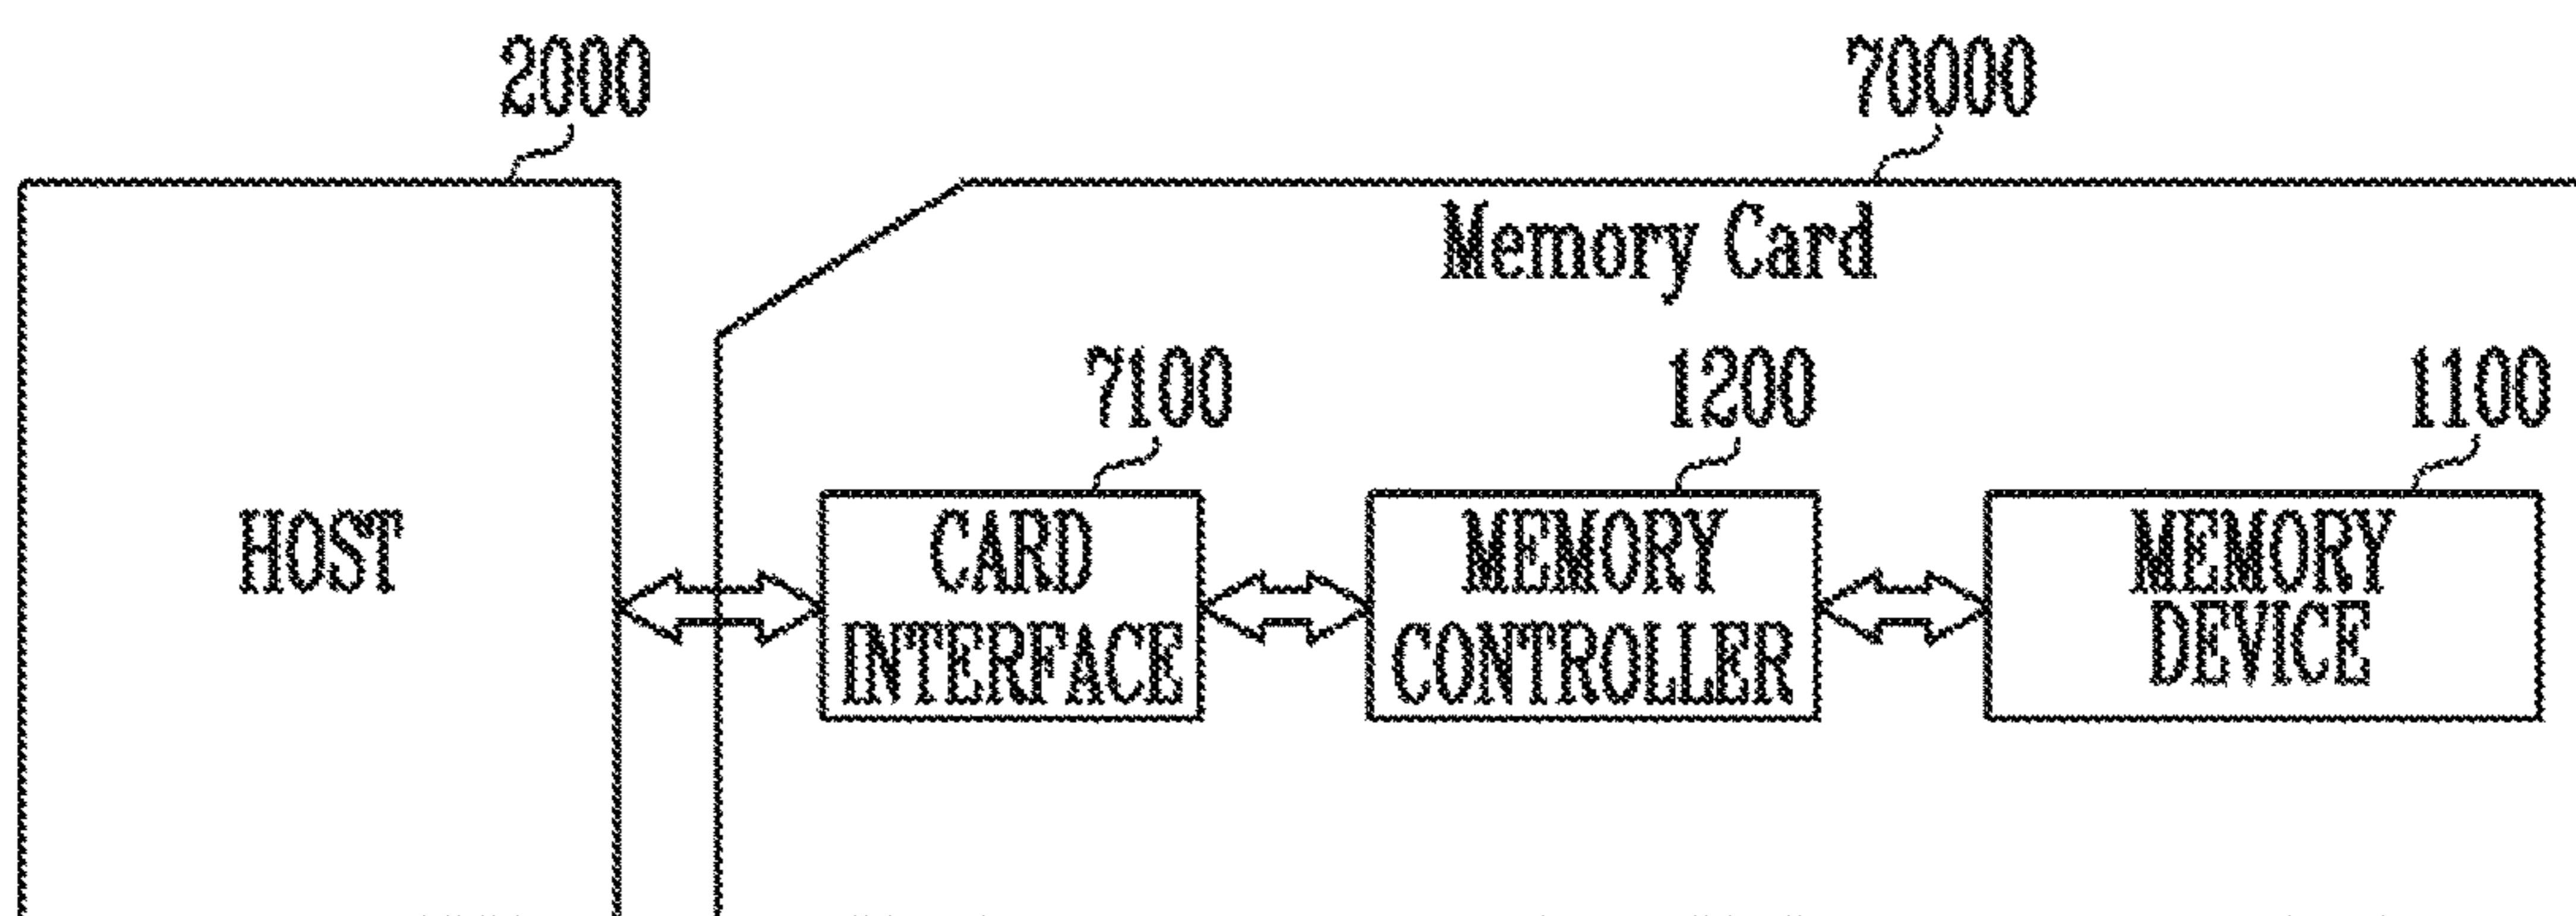 2000
70000
Memory Card
7100
1200
1100
HOST
CARD
INTERFACE
MEMORY
CONTROLLER
MEMORY
DEVICE